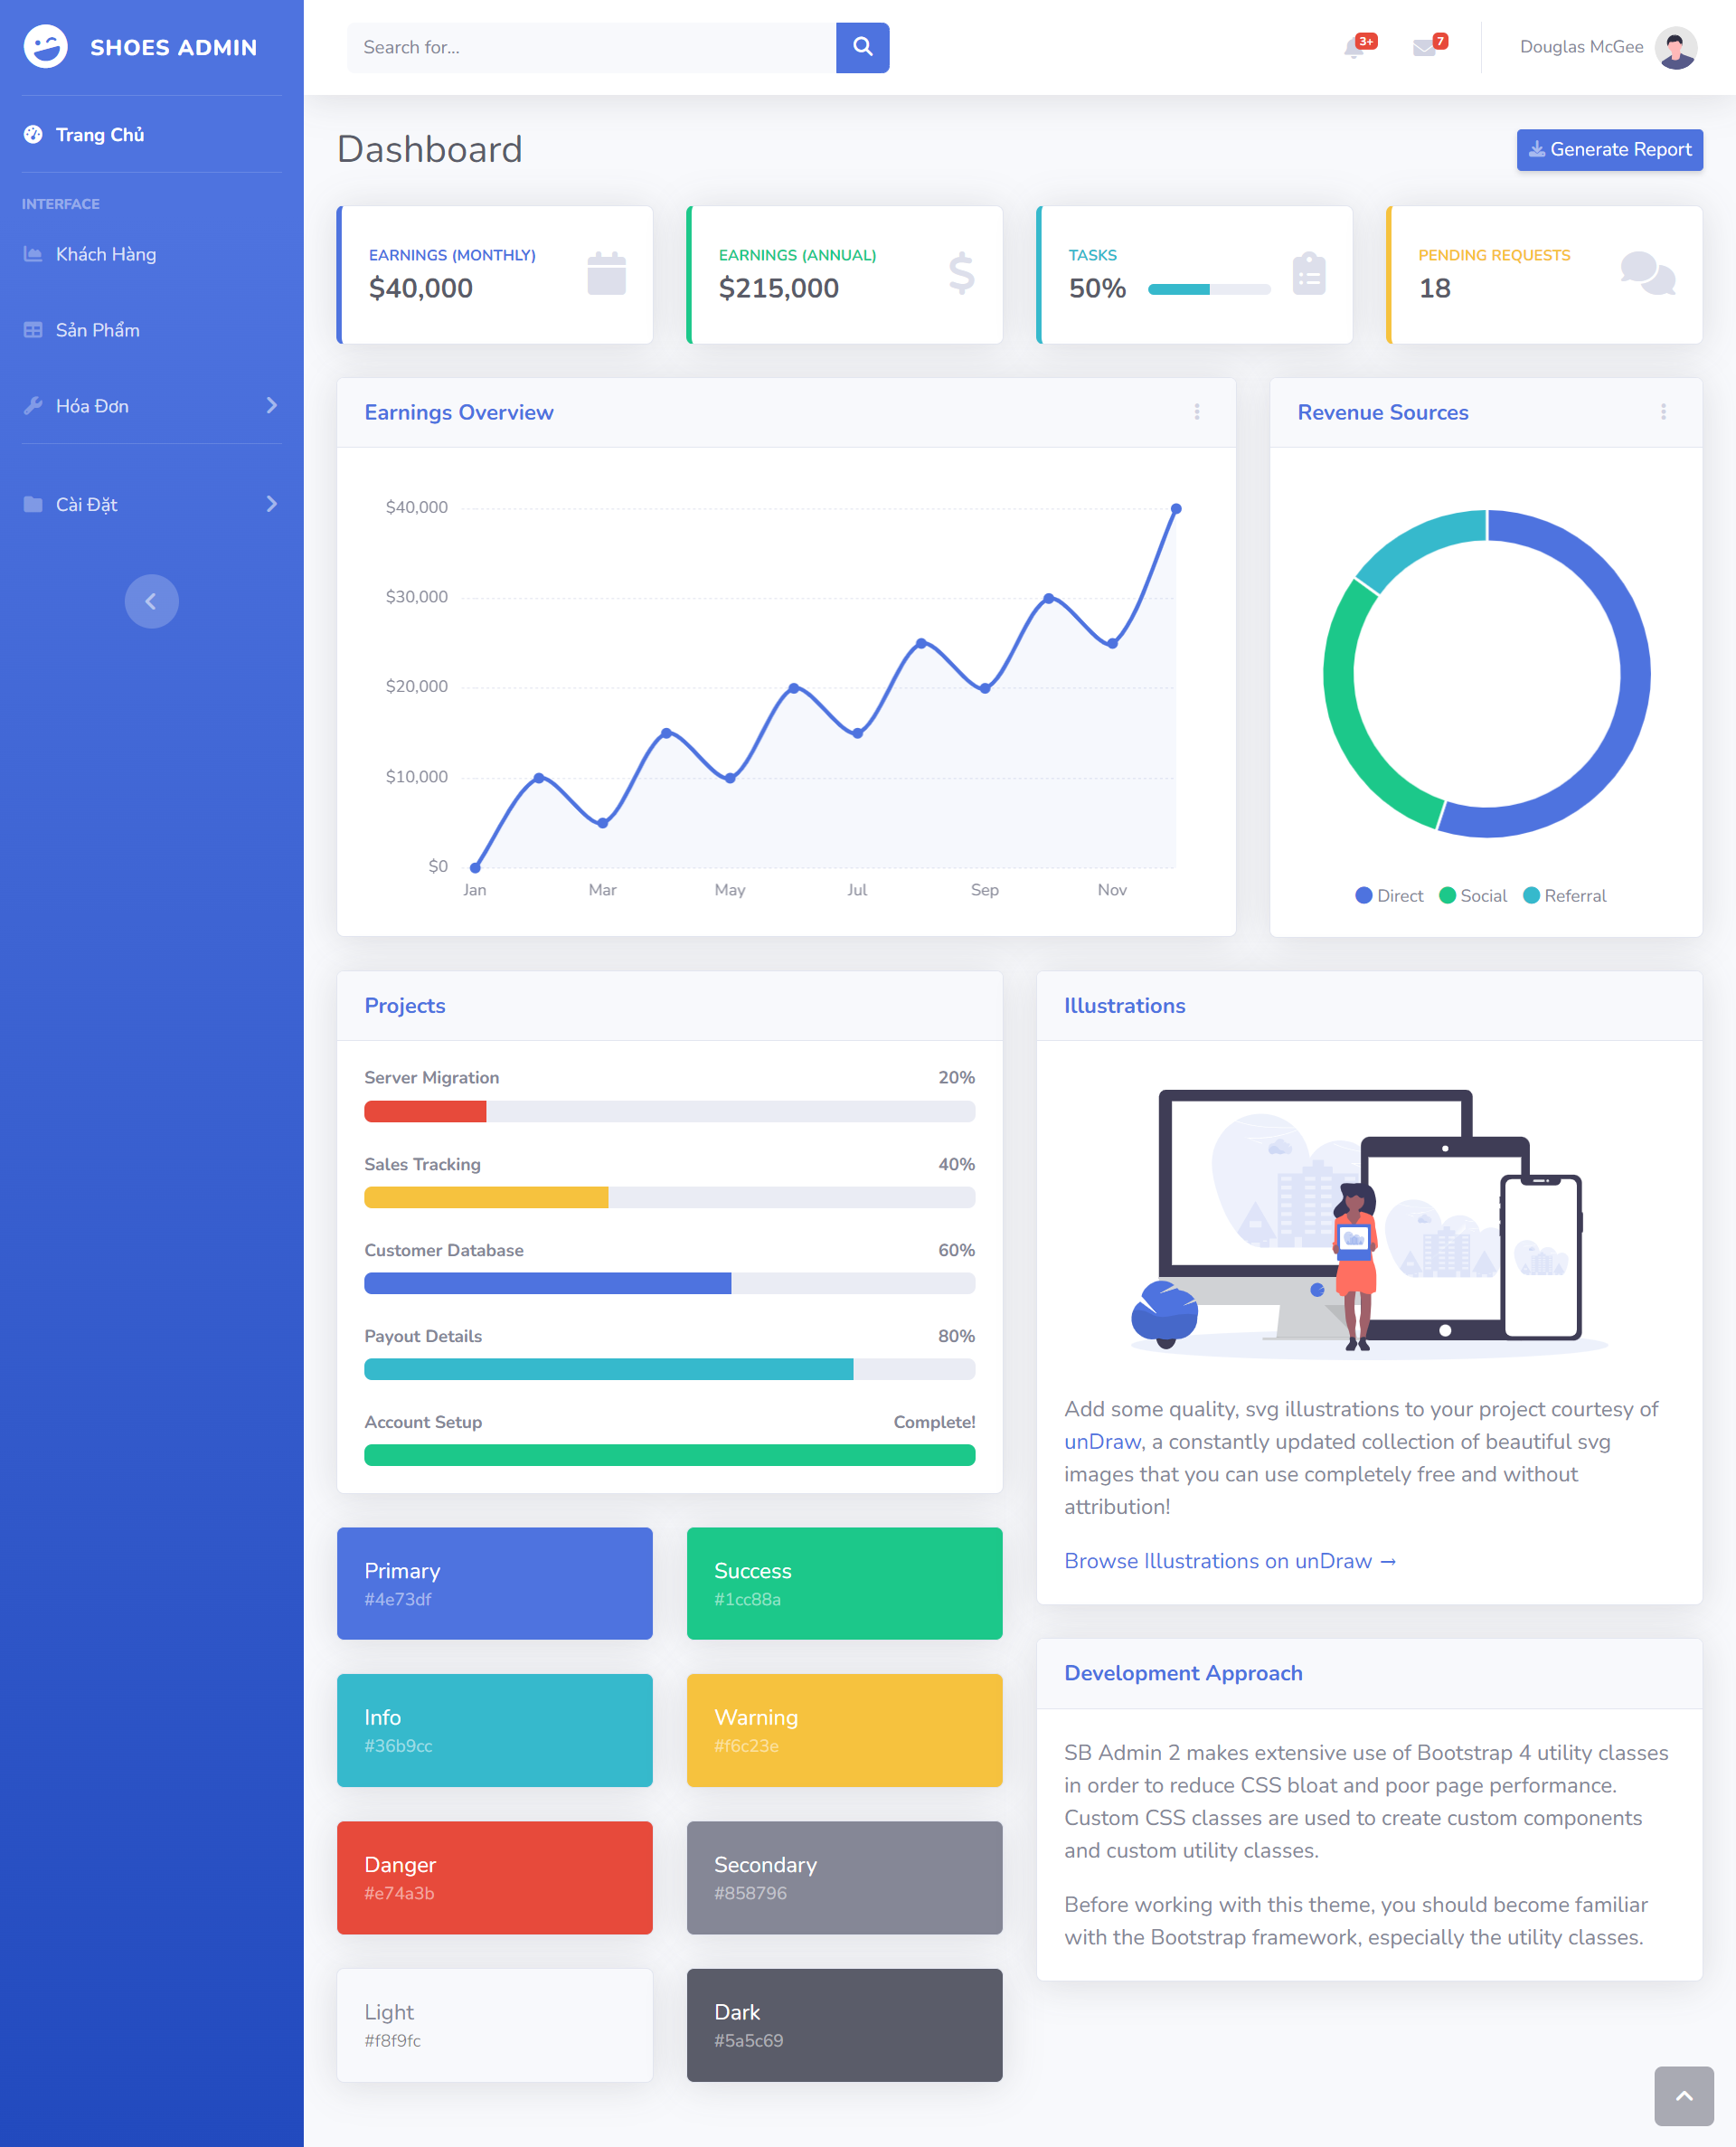 SHOES ADMIN
Trang Chủ
INTERFACE
Khách Hàng
Sản Phẩm
Hóa Đơn
Cài Đặt
Search for...
3+
7
Douglas McGee
Dashboard
Generate Report
EARNINGS (MONTHLY)
$40,000
EARNINGS (ANNUAL)
$215,000
TASKS
50%
PENDING REQUESTS
18
Earnings Overview
$40,000
$30,000
$20,000
$10,000
$0
Jan Mar May Jul Sep Nov
Revenue Sources
Direct Social Referral
Projects
Server Migration 20%
Sales Tracking 40%
Customer Database 60%
Payout Details 80%
Account Setup Complete!
Primary
#4e73df
Success
#1cc88a
Info
#36b9cc
Warning
#f6c23e
Danger
#e74a3b
Secondary
#858796
Light
#f8f9fc
Dark
#5a5c69
Illustrations
Add some quality, svg illustrations to your project courtesy of
unDraw, a constantly updated collection of beautiful svg
images that you can use completely free and without
attribution!
Browse Illustrations on unDraw →
Development Approach
SB Admin 2 makes extensive use of Bootstrap 4 utility classes
in order to reduce CSS bloat and poor page performance.
Custom CSS classes are used to create custom components
and custom utility classes.
Before working with this theme, you should become familiar
with the Bootstrap framework, especially the utility classes.